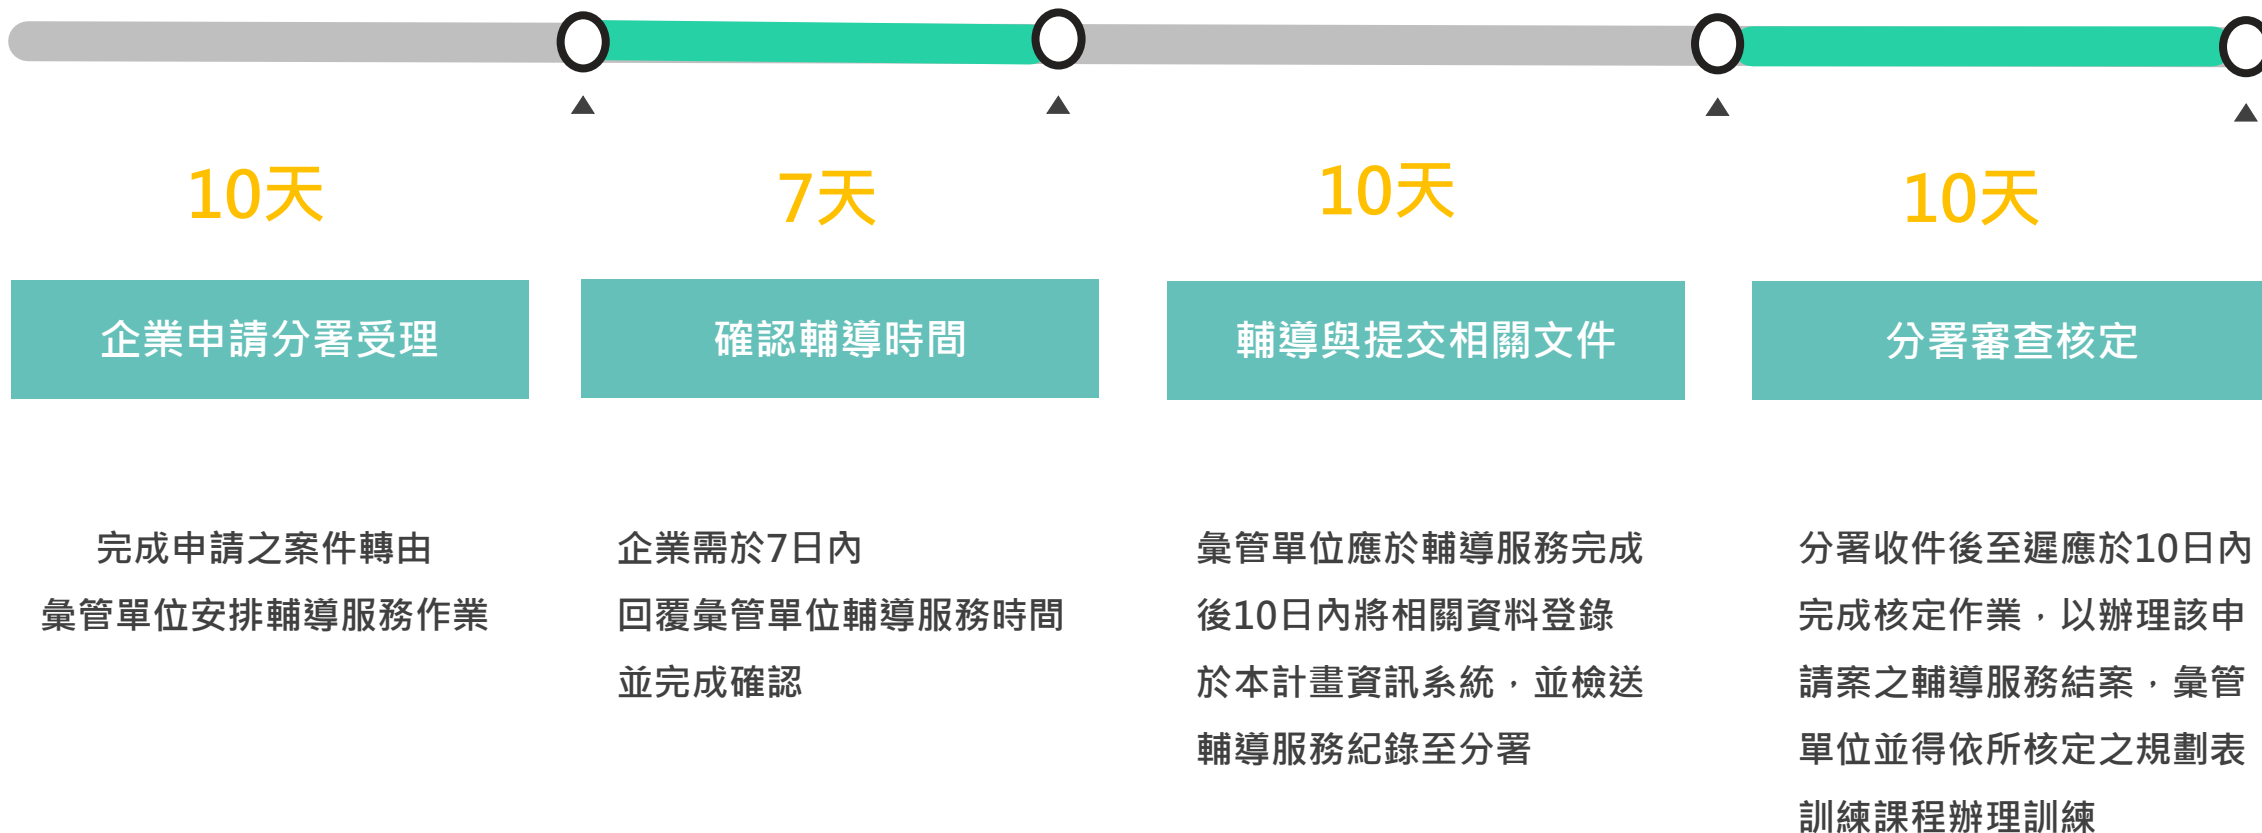 10天
7天
10天
10天
企業申請分署受理
確認輔導時間
輔導與提交相關文件
分署審查核定
完成申請之案件轉由
彙管單位安排輔導服務作業
企業需於7日內
回覆彙管單位輔導服務時間
並完成確認
彙管單位應於輔導服務完成
後10日內將相關資料登錄
於本計畫資訊系統，並檢送
輔導服務紀錄至分署
分署收件後至遲應於10日內
完成核定作業，以辦理該申
請案之輔導服務結案，彙管
單位並得依所核定之規劃表
訓練課程辦理訓練